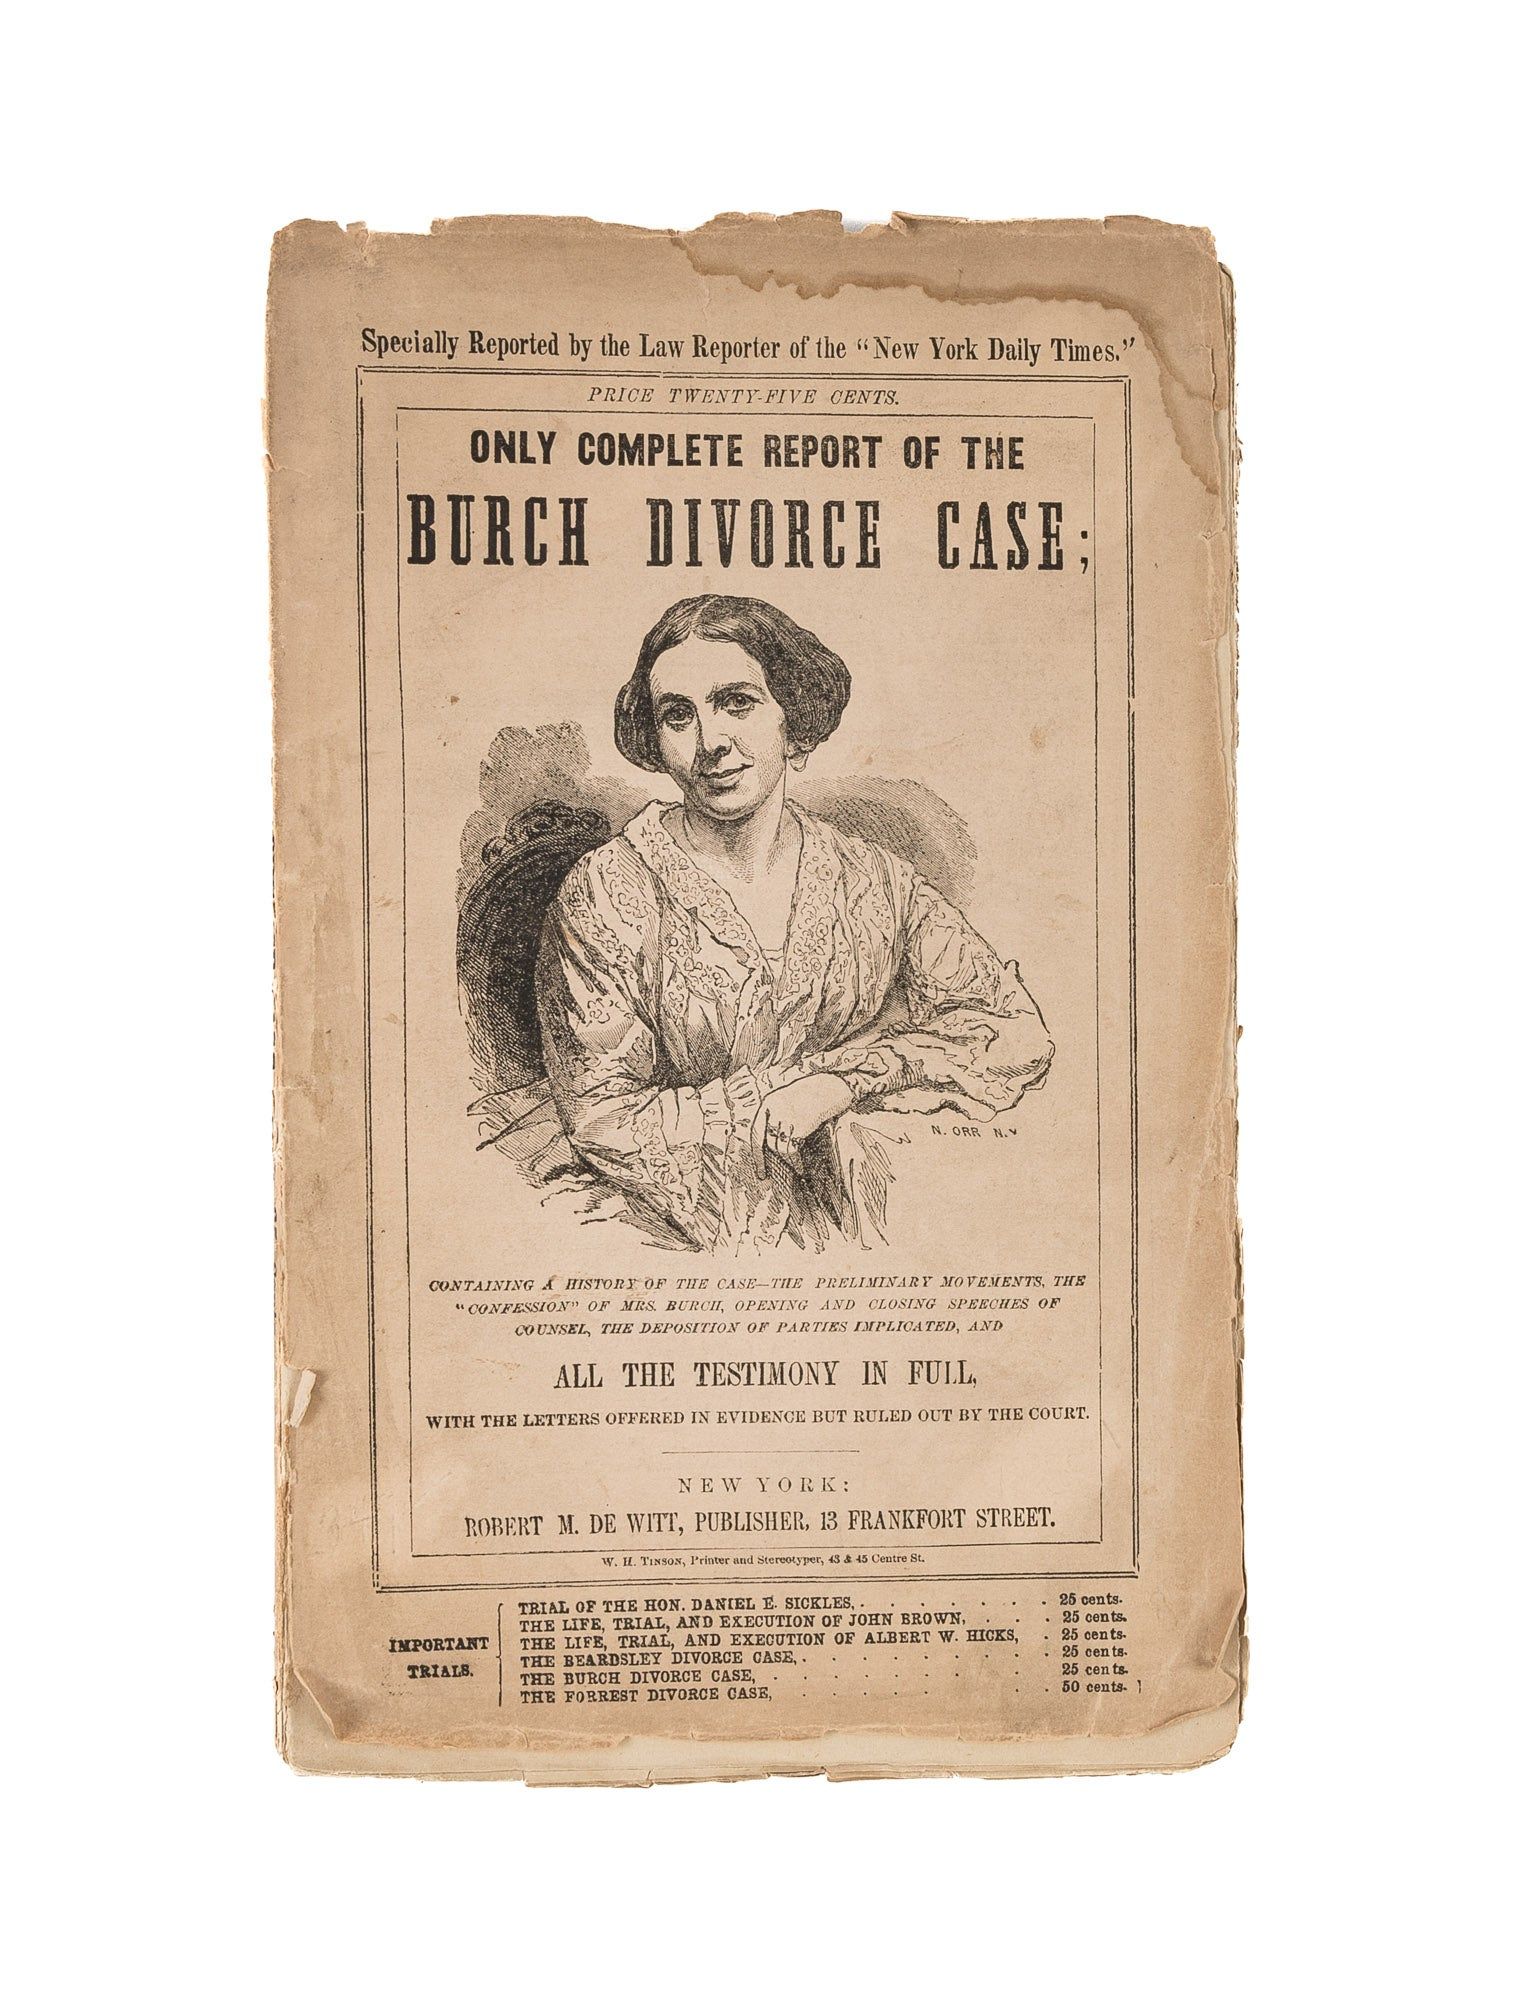 Specially Reported by the Law Reporter of the “New York Daily Times.”
PRICE TWENTY-FIVE CENTS.
ONLY COMPLETE REPORT OF THE
BURCH DIVORCE CASE;
N. ORR N.Y
CONTAINING A HISTORY OF THE CASE—THE PRELIMINARY MOVEMENTS, THE
“CONFESSION” OF MRS. BURCH, OPENING AND CLOSING SPEECHES OF
COUNSEL, THE DEPOSITION OF PARTIES IMPLICATED, AND
ALL THE TESTIMONY IN FULL,
WITH THE LETTERS OFFERED IN EVIDENCE BUT RULED OUT BY THE COURT.
NEW YORK:
ROBERT M. DE WITT, PUBLISHER, 13 FRANKFORT STREET.
W. H. TINSON, Printer and Stereotyper, 43 & 45 Centre St.
IMPORTANT
TRIALS.
TRIAL OF THE HON. DANIEL E. SICKLES, . . . . . . . 25 cents.
THE LIFE, TRIAL, AND EXECUTION OF JOHN BROWN, . . . 25 cents.
THE LIFE, TRIAL, AND EXECUTION OF ALBERT W. HICKS, . 25 cents.
THE BEARDSLEY DIVORCE CASE, . . . . . . . . . 25 cents.
THE BURCH DIVORCE CASE, . . . . . . . . . 25 cents.
THE FORREST DIVORCE CASE, . . . . . . 50 cents.